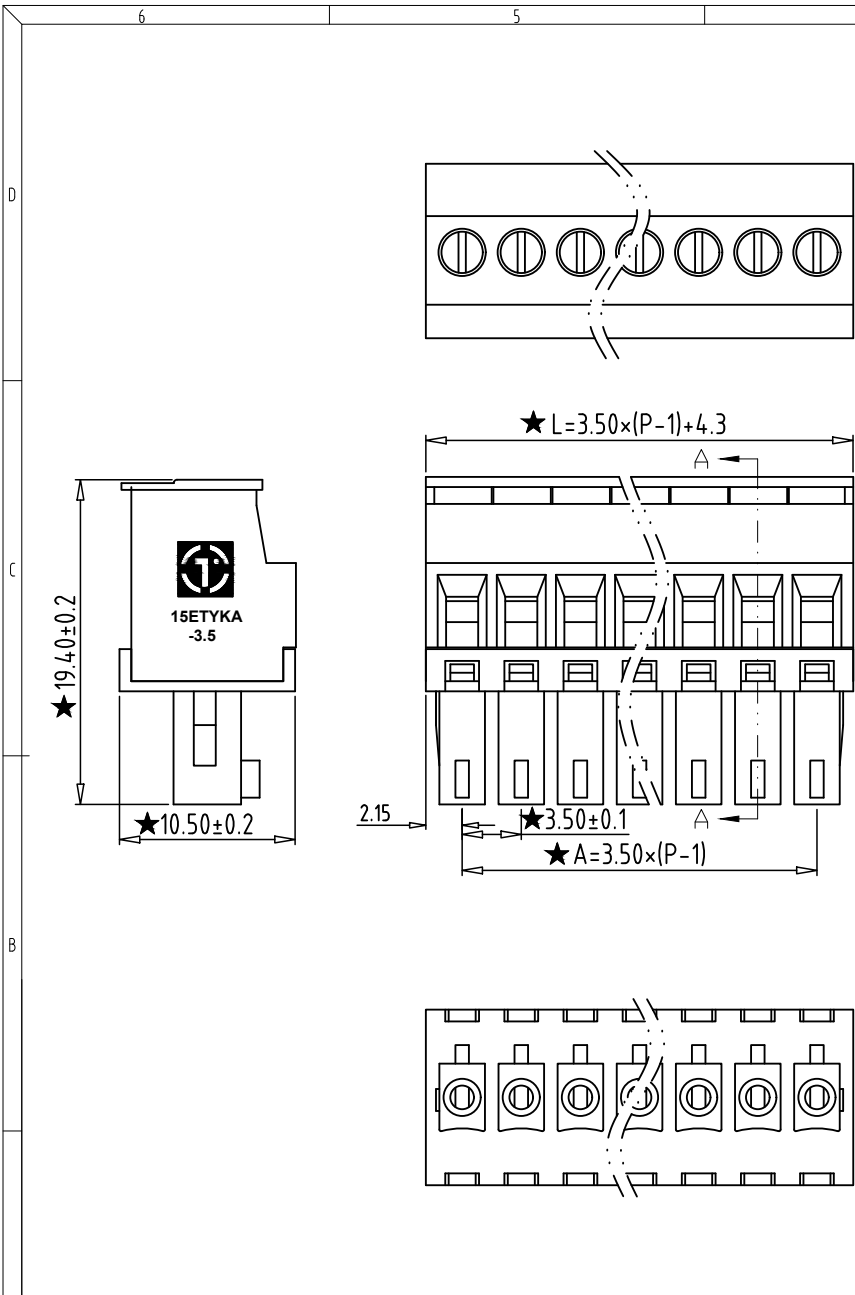 6
5
D
★ L=3.50×(P-1)+4.3
A
C
★19.40±0.2
15ETYKA
-3.5
2.15
★3.50±0.1
A
★10.50±0.2
★ A=3.50×(P-1)
B